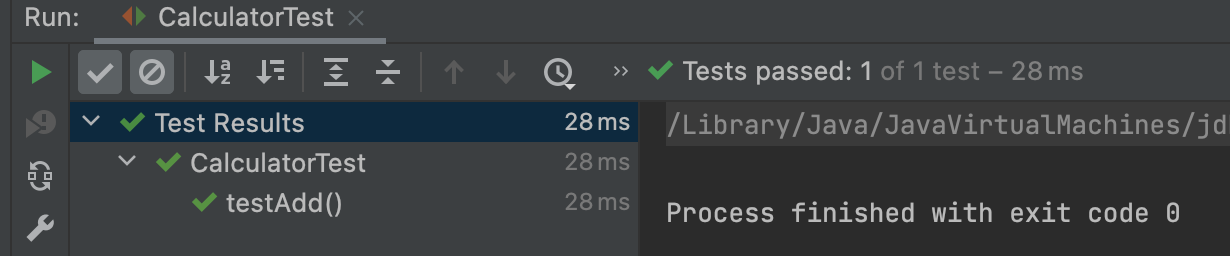 Run: CalculatorTest
Tests passed: 1 of 1 test – 28 ms
Test Results 28 ms
CalculatorTest 28 ms
testAdd() 28 ms
/Library/Java/JavaVirtualMachines/jd
Process finished with exit code 0